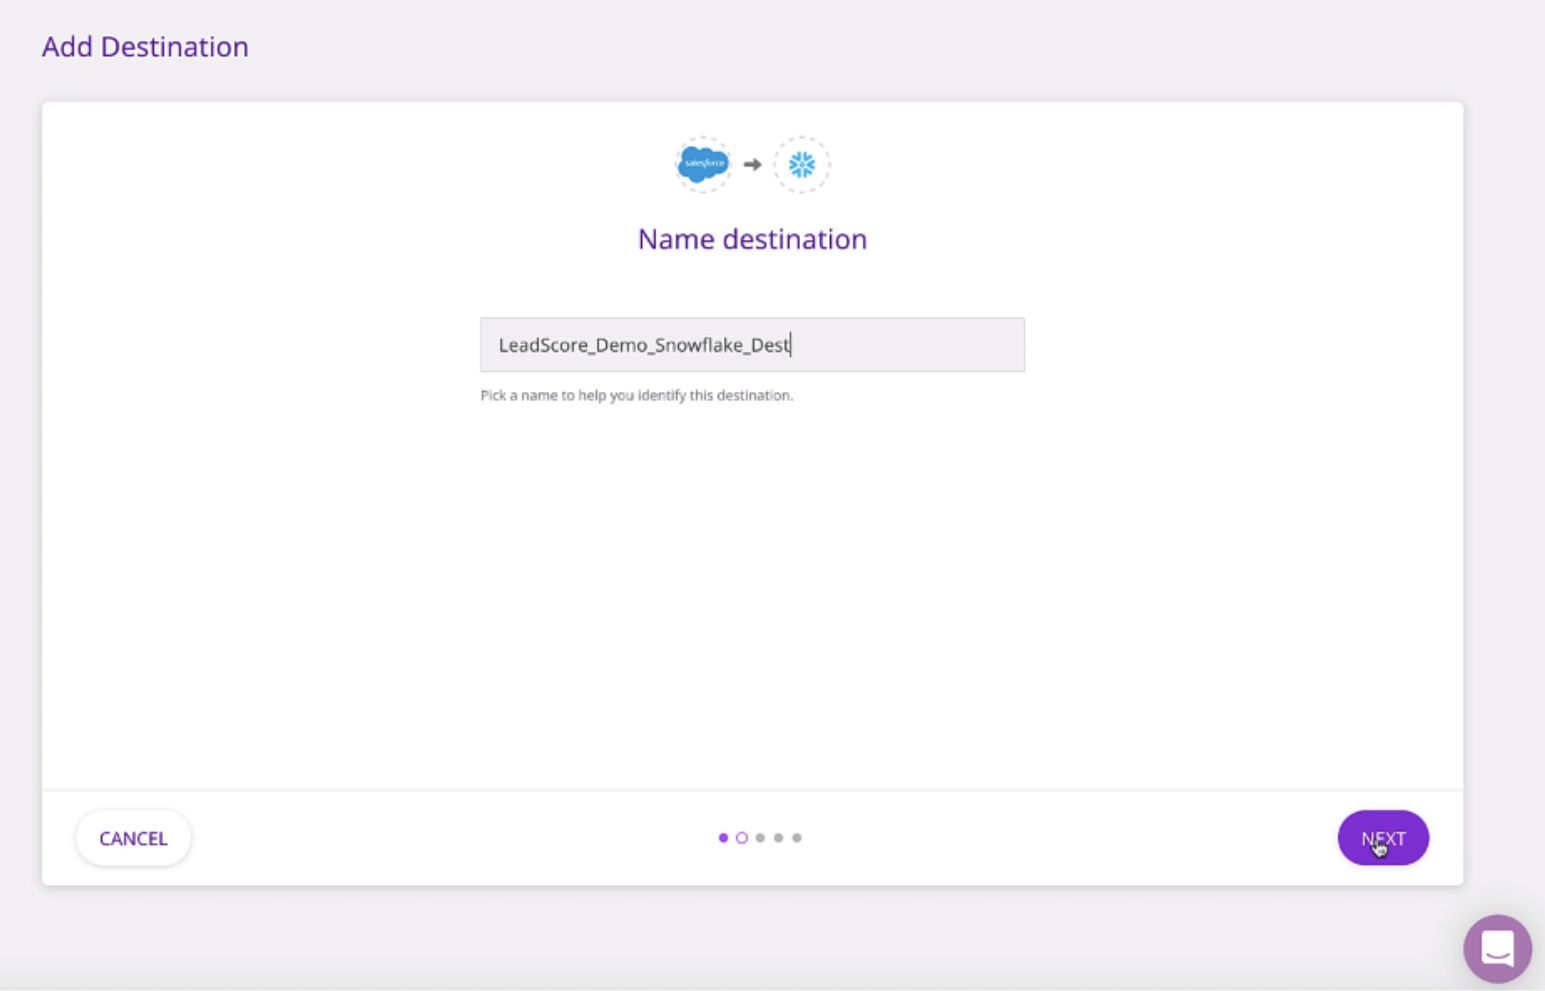 Add Destination
salesforce
Name destination
LeadScore_Demo_Snowflake_Dest
Pick a name to help you identify this destination.
CANCEL
NEXT